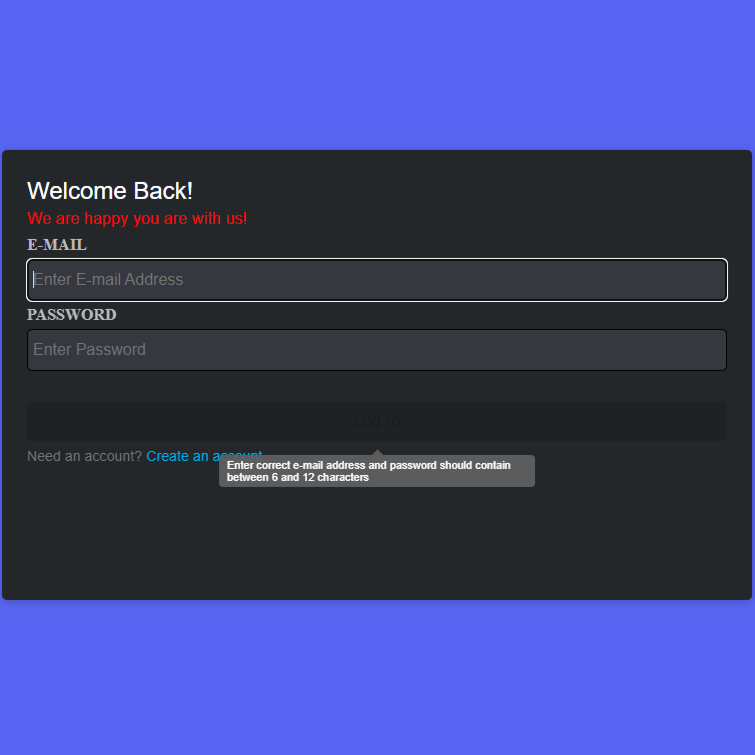 Welcome Back!
We are happy you are with us!
E-MAIL
Enter E-mail Address
PASSWORD
Enter Password
Log in
Need an account? Create an account
Enter correct e-mail address and password should contain
between 6 and 12 characters